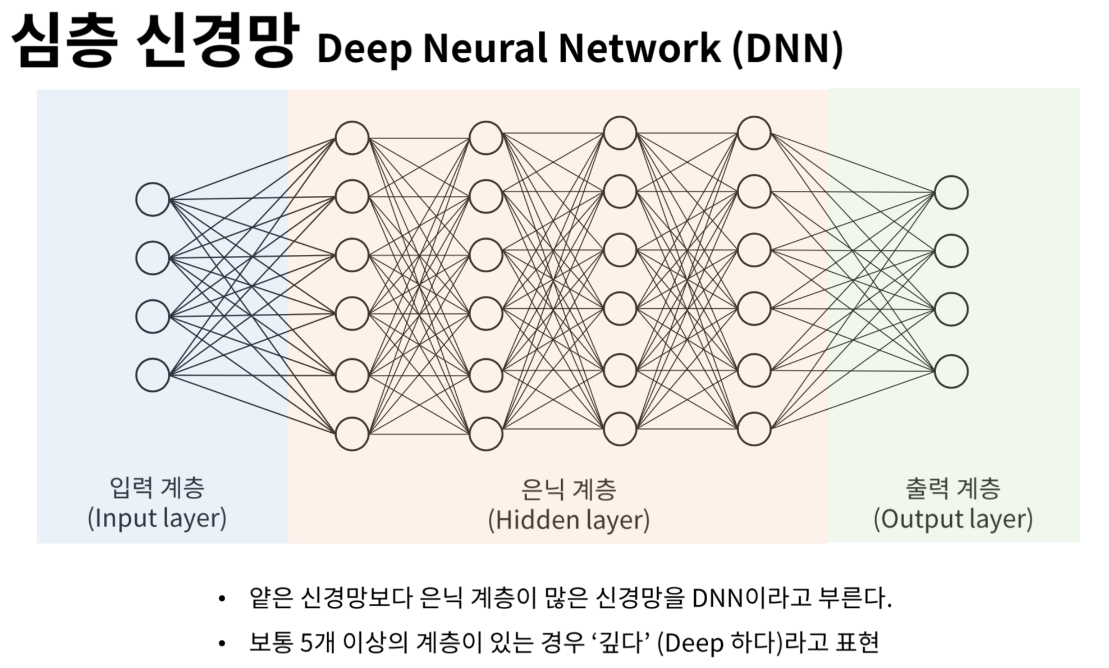 심층 신경망 Deep Neural Network (DNN)
입력 계층
(Input layer)
은닉 계층
(Hidden layer)
출력 계층
(Output layer)
• 얕은 신경망보다 은닉 계층이 많은 신경망을 DNN이라고 부른다.
• 보통 5개 이상의 계층이 있는 경우 ‘깊다’ (Deep 하다)라고 표현